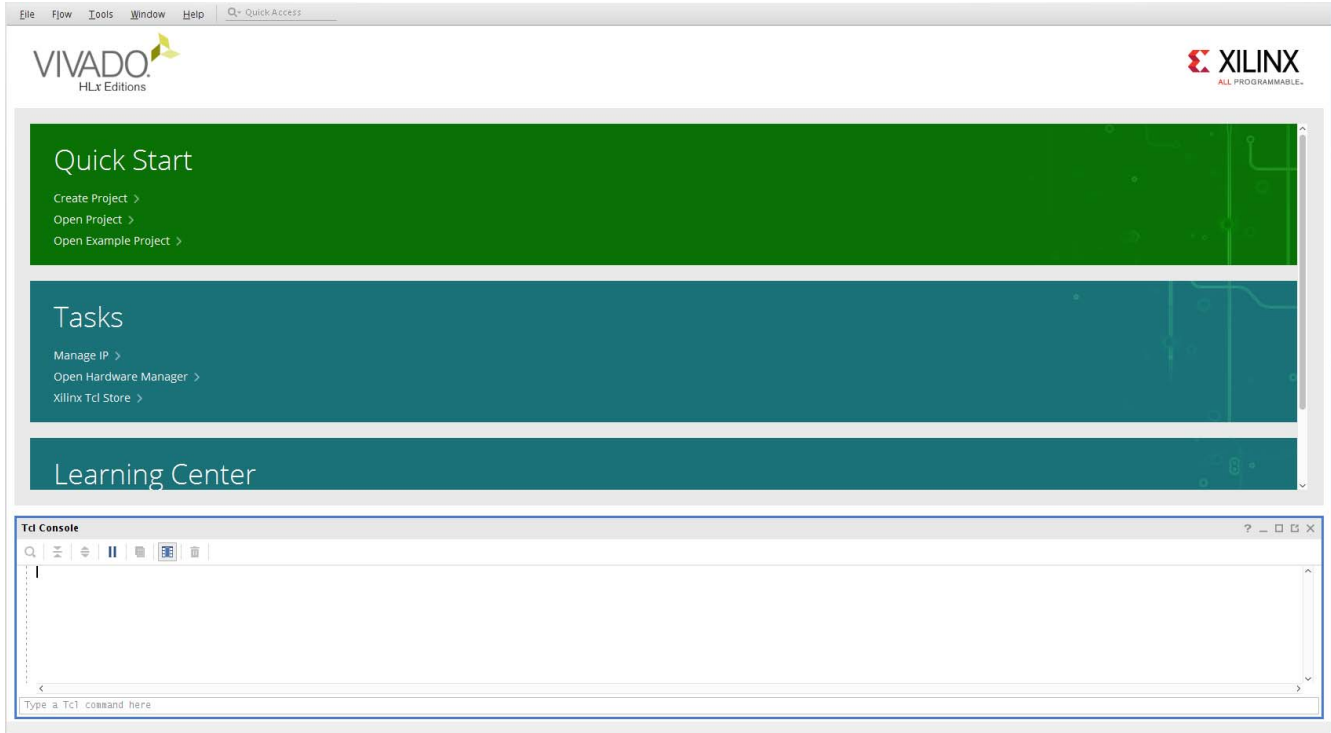 File Flow Tools Window Help Quick Access
VIVADO.
HLx Editions
XILINX
ALL PROGRAMMABLE™
Quick Start
Create Project >
Open Project >
Open Example Project >
Tasks
Manage IP >
Open Hardware Manager >
Xilinx Tcl Store >
Learning Center
Tcl Console
Type a Tcl command here